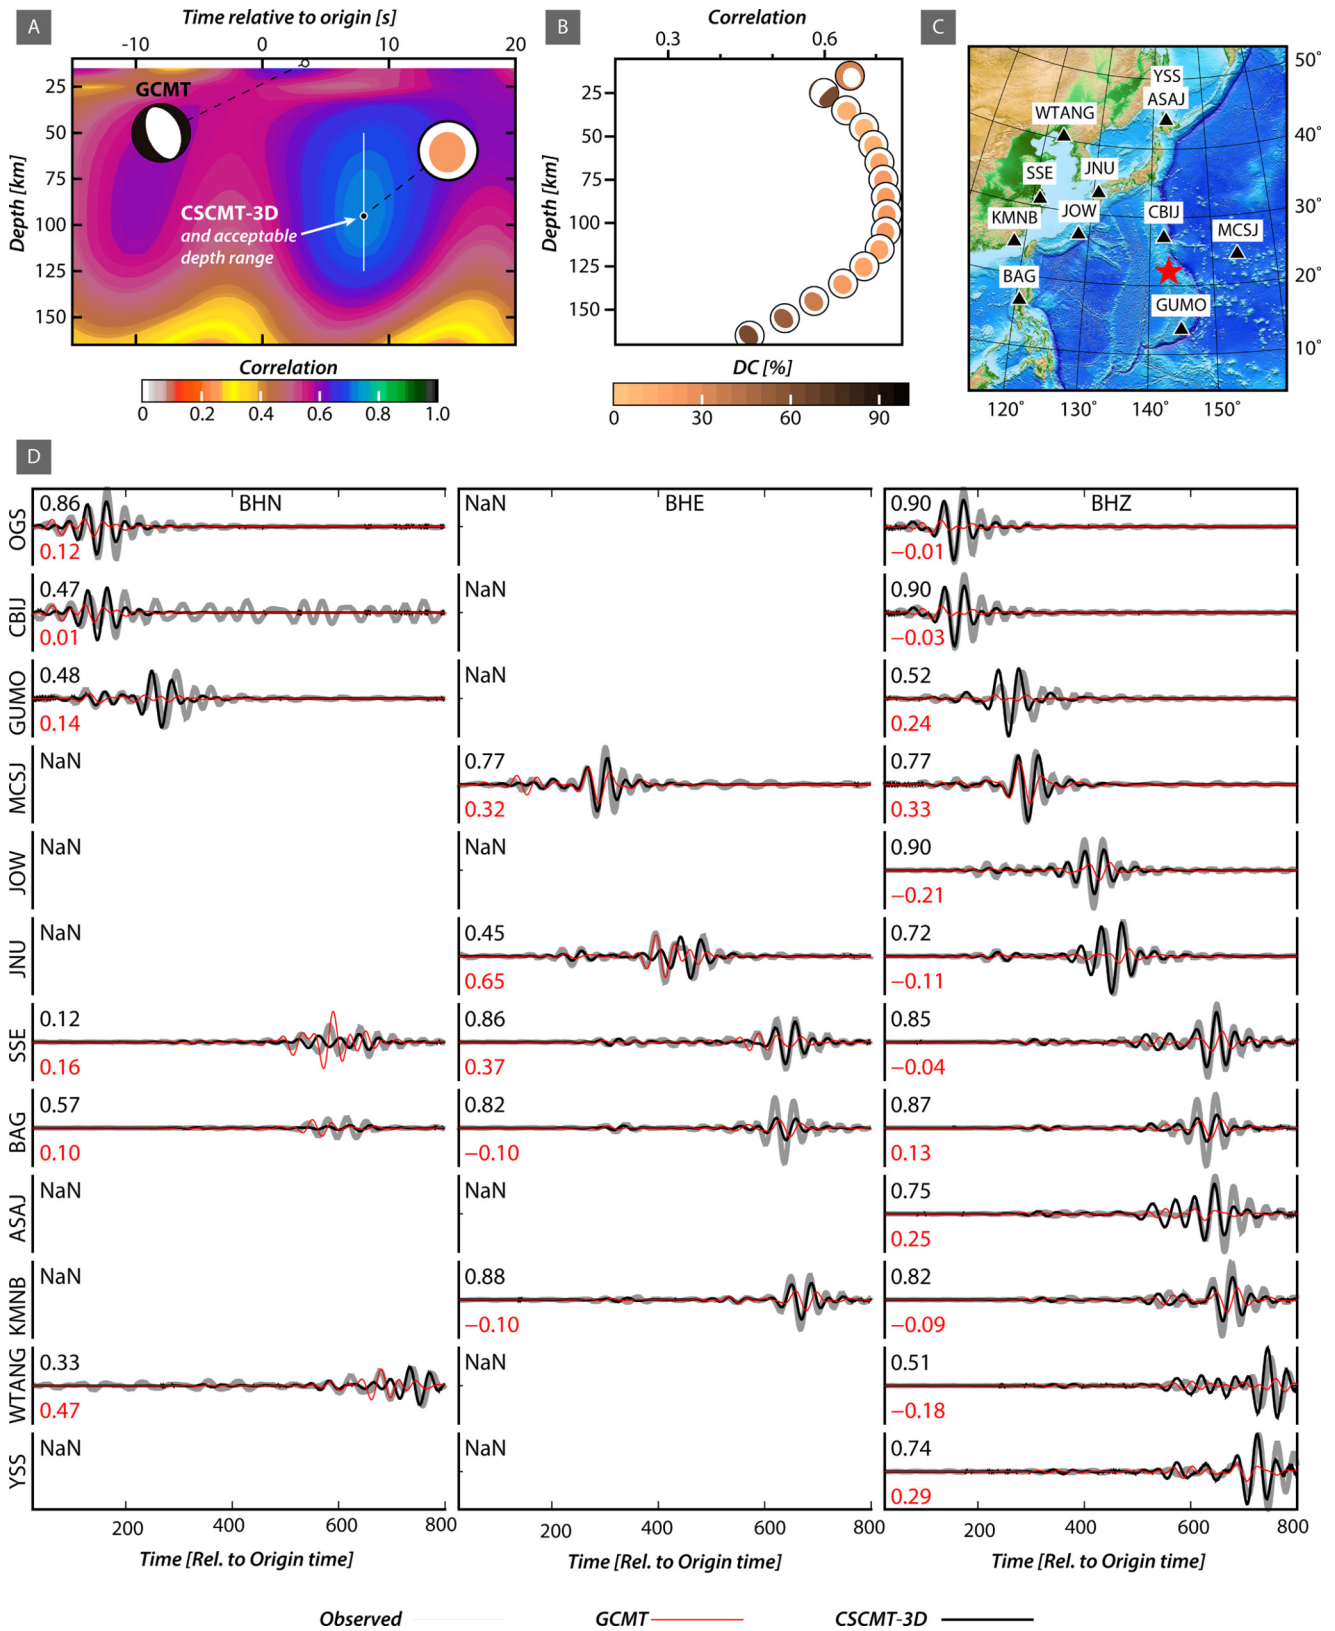 A
Time relative to origin [s]
-10 0 10 20
Depth [km]
25
50
75
100
125
150
GCMT
CSCMT-3D
and acceptable
depth range
Correlation
0 0.2 0.4 0.6 0.8 1.0
B
Correlation
0.3 0.6
Depth [km]
25
50
75
100
125
150
DC [%]
0 30 60 90
C
50°
40°
30°
20°
10°
120° 130° 140° 150°
YSS
ASAJ
WTANG
SSE
JNU
KMNB
JOW
CBIJ
MCSJ
BAG
GUMO
D
BHN BHE BHZ
OGS
0.86 NaN 0.90
0.12 −0.01
CBIJ
0.47 NaN 0.90
0.01 −0.03
GUMO
0.48 NaN 0.52
0.14 0.24
MCSJ
NaN 0.77 0.77
0.32 0.33
JOW
NaN NaN 0.90
−0.21
JNU
NaN 0.45 0.72
0.65 −0.11
SSE
0.12 0.86 0.85
0.16 0.37 −0.04
BAG
0.57 0.82 0.87
0.10 −0.10 0.13
ASAJ
NaN NaN 0.75
0.25
KMNB
NaN 0.88 0.82
−0.10 −0.09
WTANG
0.33 NaN 0.51
0.47 −0.18
YSS
NaN NaN 0.74
0.29
200 400 600 800 200 400 600 800 200 400 600 800
Time [Rel. to Origin time] Time [Rel. to Origin time] Time [Rel. to Origin time]
Observed GCMT CSCMT-3D